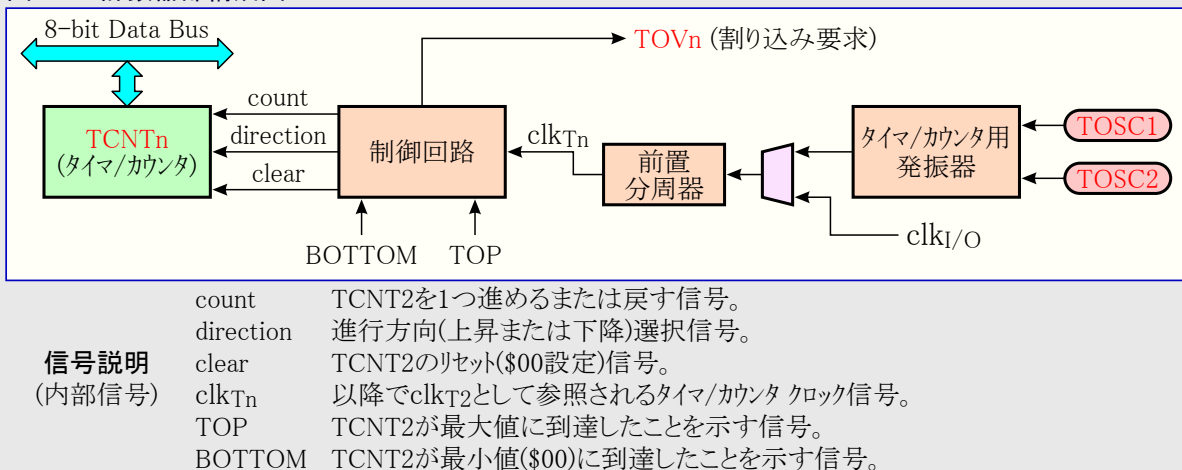 8-bit Data Bus
TOVn (割り込み要求)
count
direction
clear
TCNTn
(タイマ/カウンタ)
制御回路
clkTn
前置
分周器
タイマ/カウンタ用
発振器
TOSC1
TOSC2
clkI/O
BOTTOM
TOP
信号説明
(内部信号)
count TCNT2を1つ進めるまたは戻す信号。
direction 進行方向(上昇または下降)選択信号。
clear TCNT2のリセット($00設定)信号。
clkTn 以降でclkT2として参照されるタイマ/カウンタ クロック信号。
TOP TCNT2が最大値に到達したことを示す信号。
BOTTOM TCNT2が最小値($00)に到達したことを示す信号。